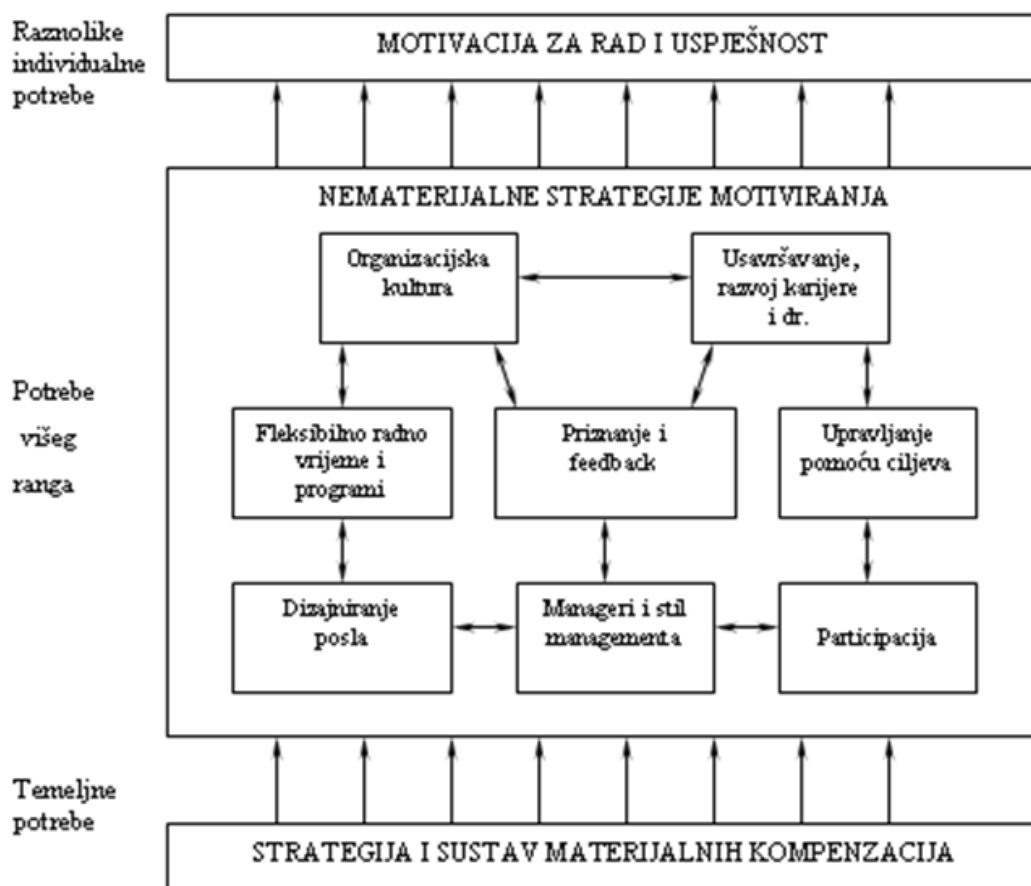 Raznolike
individualne
potrebe
MOTIVACIJA ZA RAD I USPJEŠNOST
NEMATERIJALNE STRATEGIJE MOTIVIRANJA
Organizacijska
kultura
Usavršavanje,
razvoj karijere
i dr.
Potrebe
višeg
ranga
Fleksibilno radno
vrijeme i
programi
Priznanje i
feedback
Upravljanje
pomoću ciljeva
Dizajniranje
posla
Manageri i stil
managementa
Participacija
Temeljne
potrebe
STRATEGIJA I SUSTAV MATERIJALNIH KOMPENZACIJA